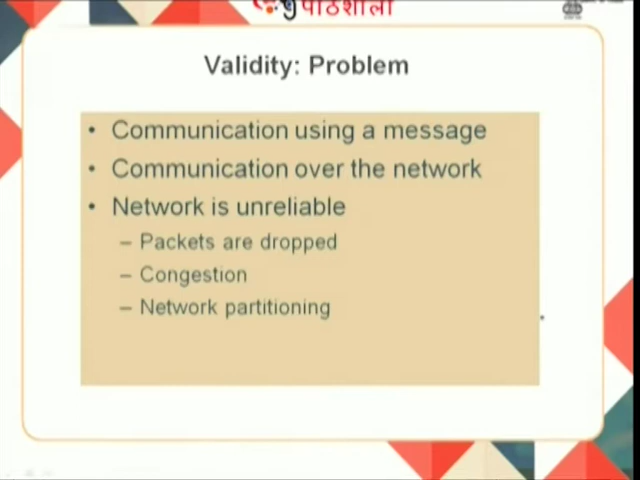 पाठशाला
Validity: Problem
• Communication using a message
• Communication over the network
• Network is unreliable
– Packets are dropped
– Congestion
– Network partitioning